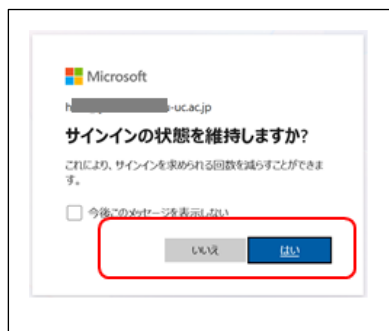 Microsoft
h -uc.ac.jp
サインインの状態を維持しますか?
これにより、サインインを求められる回数を減らすことができま
す。
今後このメッセージを表示しない
いいえ はい